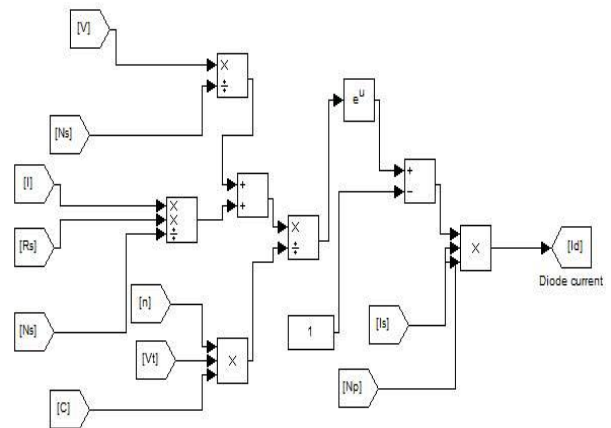 [V]
×
÷
[Ns]
e^u
[I]
×
×
÷
+
+
×
÷
+
−
[Rs]
×
[Id]
Diode current
[Ns]
[n]
1
[Is]
[Vt]
×
[Np]
[C]